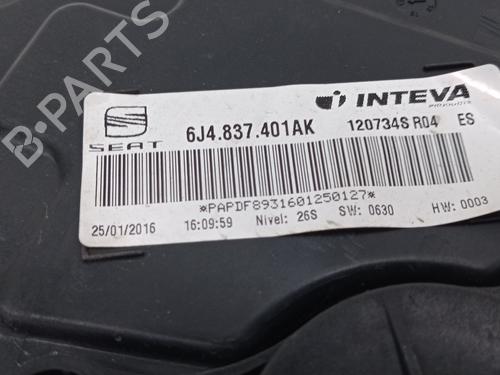 INTEVA
PRODUCTS
SEAT
6J4.837.401AK
120734S R04 ES
*PAPDF8931601250127*
25/01/2016 16:09:59 Nivel: 26S SW: 0630 HW: 0003
B-PARTS